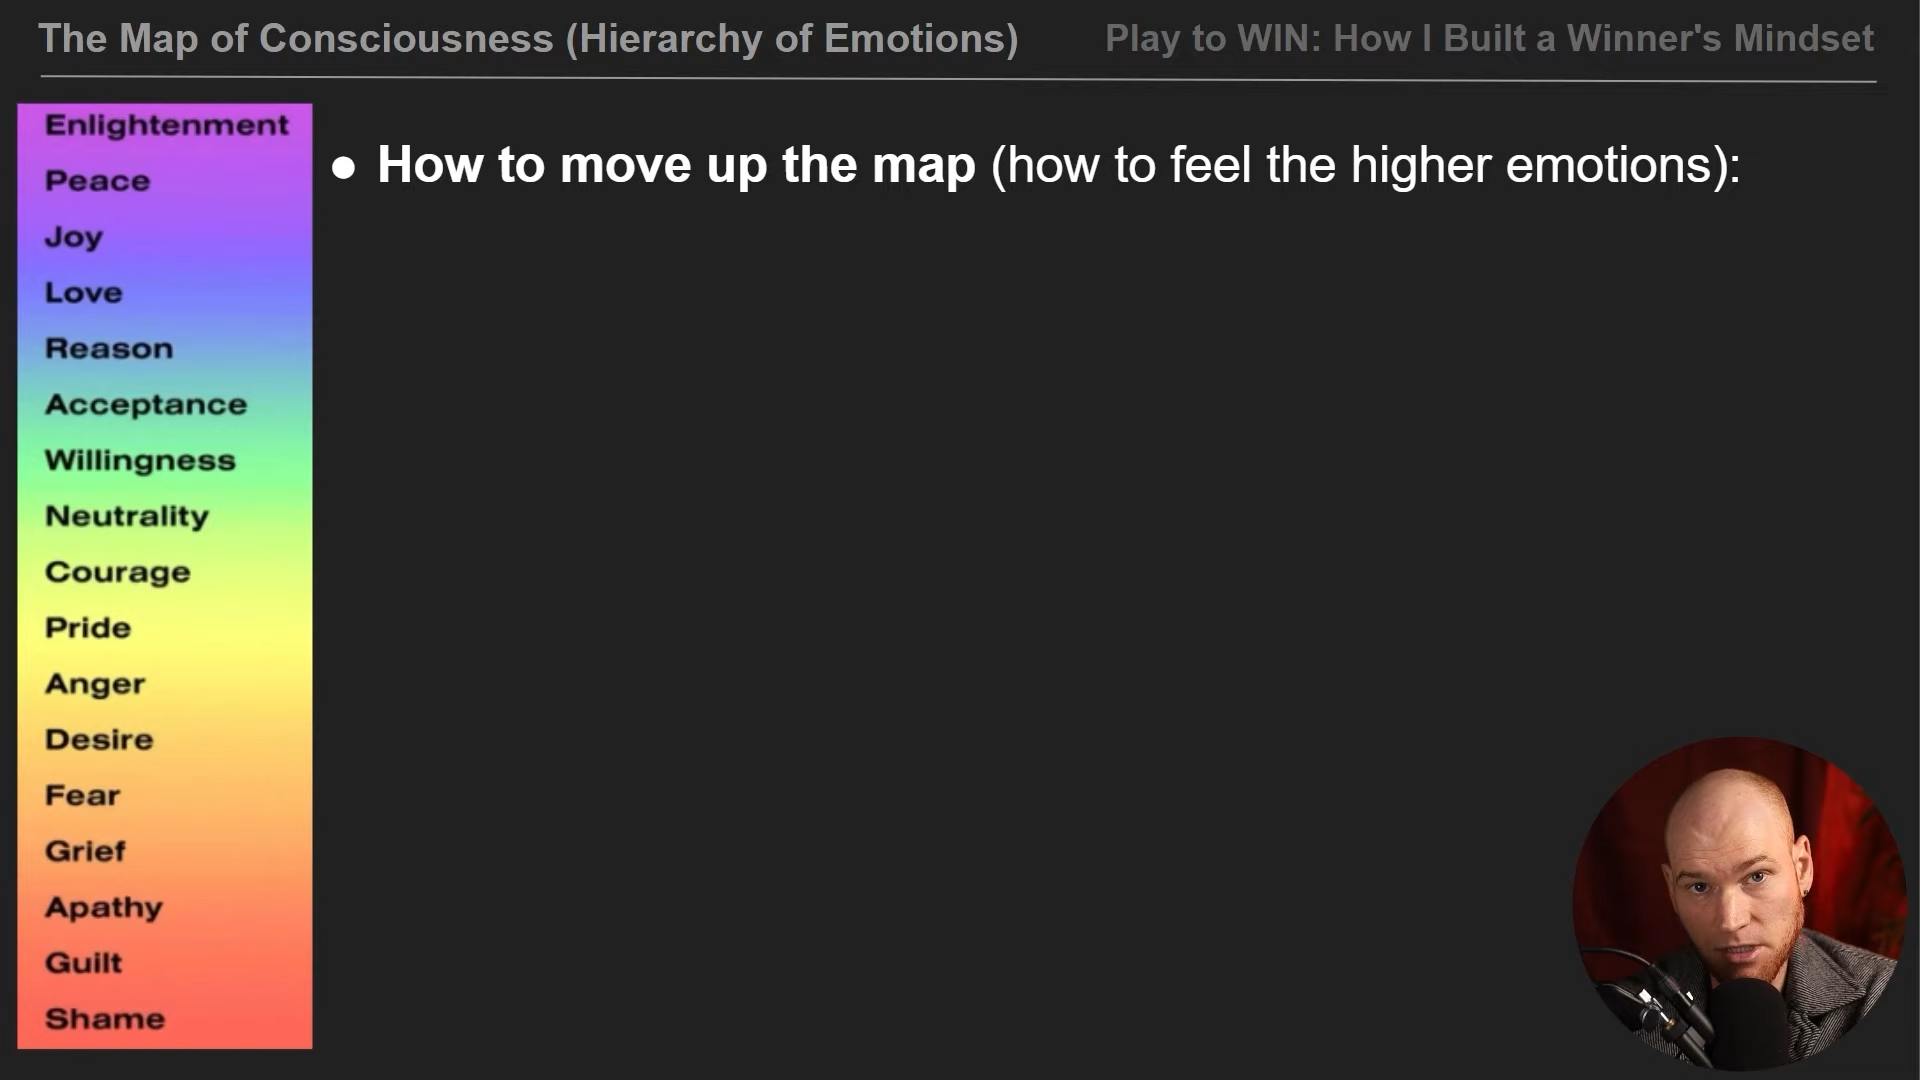 The Map of Consciousness (Hierarchy of Emotions)
Play to WIN: How I Built a Winner's Mindset
Enlightenment
Peace
Joy
Love
Reason
Acceptance
Willingness
Neutrality
Courage
Pride
Anger
Desire
Fear
Grief
Apathy
Guilt
Shame
● How to move up the map (how to feel the higher emotions):